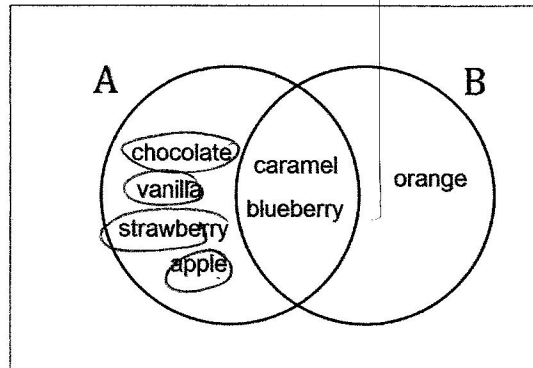 A
B
chocolate
vanilla
strawberry
apple
caramel
blueberry
orange